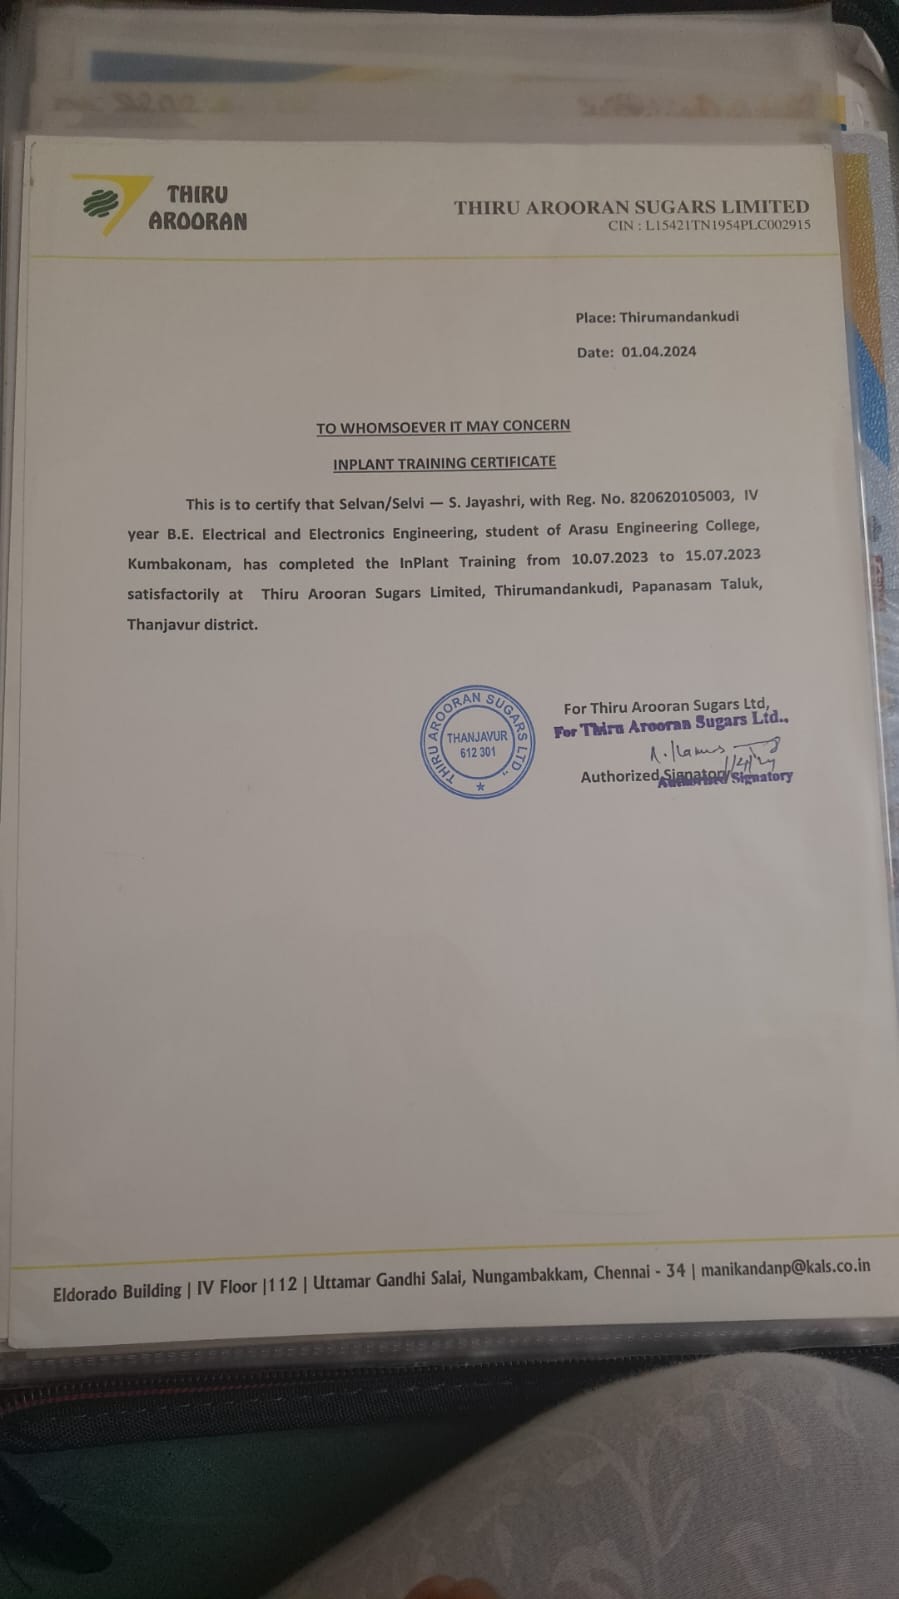 THIRU
AROORAN
THIRU AROORAN SUGARS LIMITED
CIN : L15421TN1954PLC002915
Place: Thirumandankudi
Date: 01.04.2024
TO WHOMSOEVER IT MAY CONCERN
INPLANT TRAINING CERTIFICATE
This is to certify that Selvan/Selvi — S. Jayashri, with Reg. No. 820620105003, IV
year B.E. Electrical and Electronics Engineering, student of Arasu Engineering College,
Kumbakonam, has completed the InPlant Training from 10.07.2023 to 15.07.2023
satisfactorily at Thiru Arooran Sugars Limited, Thirumandankudi, Papanasam Taluk,
Thanjavur district.
THIRU AROORAN SUGARS LTD.,
THANJAVUR
612 301
For Thiru Arooran Sugars Ltd,
For Thiru Arooran Sugars Ltd.,
1/4/24
Authorized Signatory
Authorised Signatory
Eldorado Building | IV Floor |112 | Uttamar Gandhi Salai, Nungambakkam, Chennai - 34 | manikandanp@kals.co.in